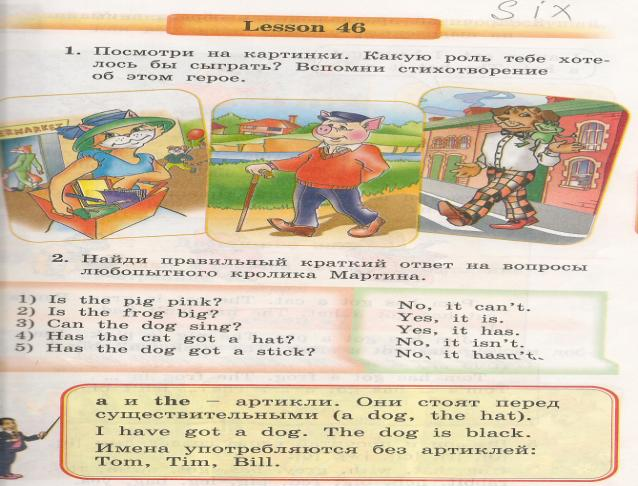 six
Lesson 46
1. Посмотри на картинки. Какую роль тебе хоте-
лось бы сыграть? Вспомни стихотворение
об этом герое.
ERMARKET
2. Найди правильный краткий ответ на вопросы
любопытного кролика Мартина.
1) Is the pig pink?
2) Is the frog big?
3) Can the dog sing?
4) Has the cat got a hat?
5) Has the dog got a stick?
No, it can't.
Yes, it is.
Yes, it has.
No, it isn't.
No, it hasn't.
a и the – артикли. Они стоят перед
существительными (a dog, the hat).
I have got a dog. The dog is black.
Имена употребляются без артиклей:
Tom, Tim, Bill.